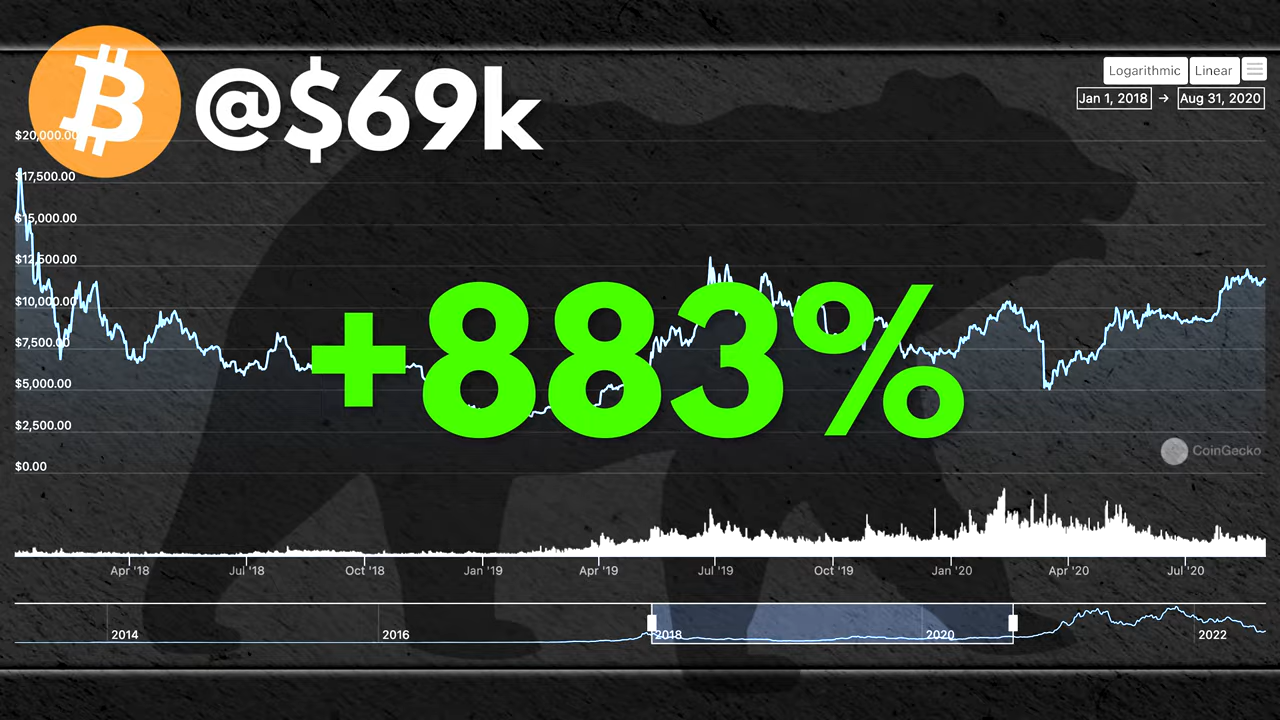 @$69k
Logarithmic Linear
Jan 1, 2018 → Aug 31, 2020
$20,000.00
$17,500.00
$15,000.00
$12,500.00
$10,000.00
$7,500.00
$5,000.00
$2,500.00
$0.00
+883%
CoinGecko
Apr '18 Jul '18 Oct '18 Jan '19 Apr '19 Jul '19 Oct '19 Jan '20 Apr '20 Jul '20
2014 2016 2018 2020 2022